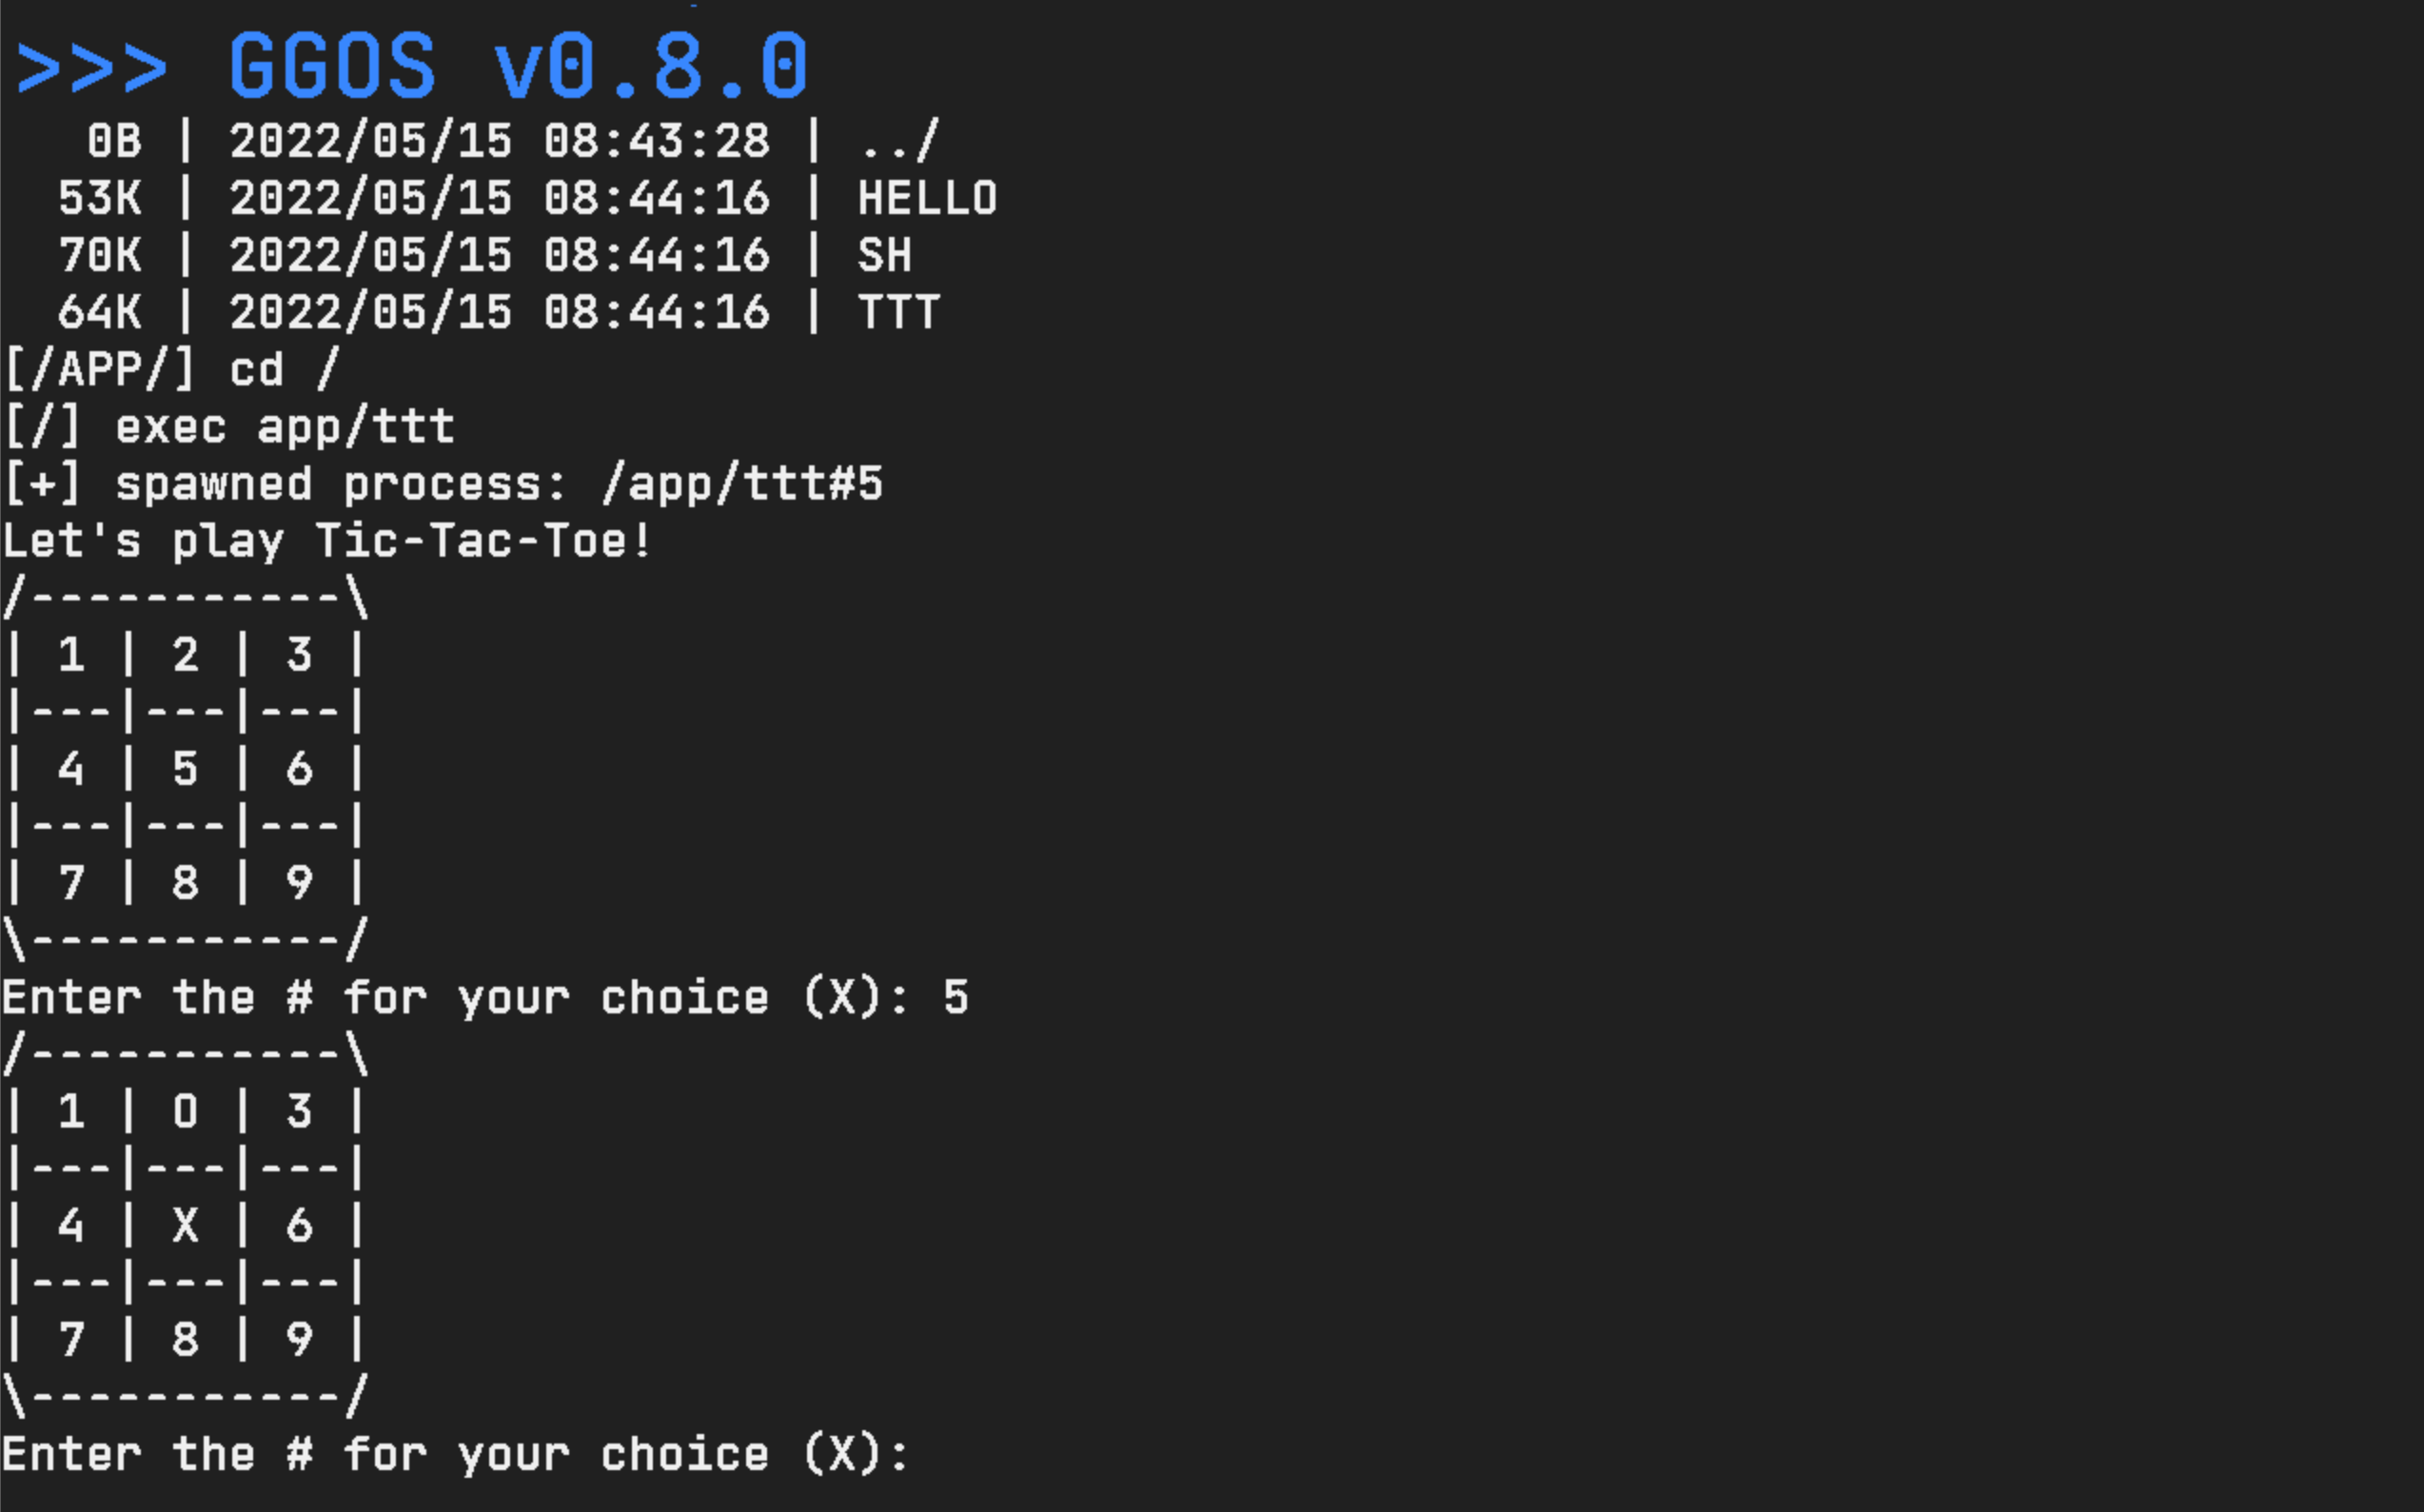 >>> GGOS v0.8.0
   0B | 2022/05/15 08:43:28 | ../
  53K | 2022/05/15 08:44:16 | HELLO
  70K | 2022/05/15 08:44:16 | SH
  64K | 2022/05/15 08:44:16 | TTT
[/APP/] cd /
[/] exec app/ttt
[+] spawned process: /app/ttt#5
Let's play Tic-Tac-Toe!
/-----------\
| 1 | 2 | 3 |
|---|---|---|
| 4 | 5 | 6 |
|---|---|---|
| 7 | 8 | 9 |
\-----------/
Enter the # for your choice (X): 5
/-----------\
| 1 | O | 3 |
|---|---|---|
| 4 | X | 6 |
|---|---|---|
| 7 | 8 | 9 |
\-----------/
Enter the # for your choice (X):